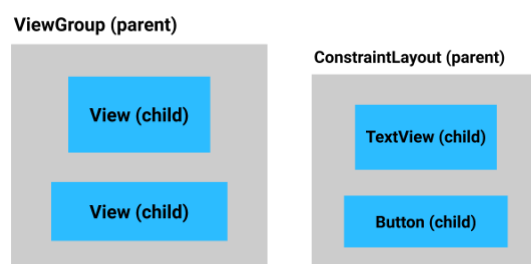 ViewGroup (parent)
View (child)
View (child)
ConstraintLayout (parent)
TextView (child)
Button (child)